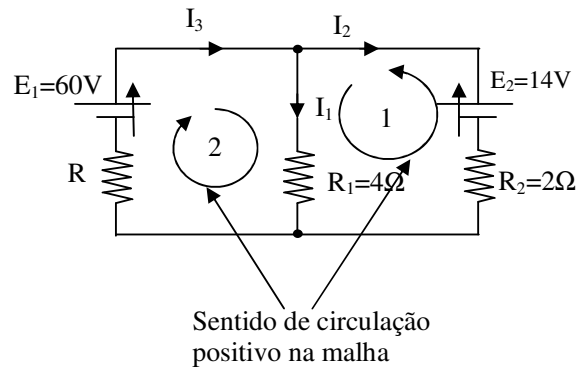 I₃
I₂
E₁=60V
E₂=14V
I₁
1
2
R
R₁=4Ω
R₂=2Ω
Sentido de circulação
positivo na malha